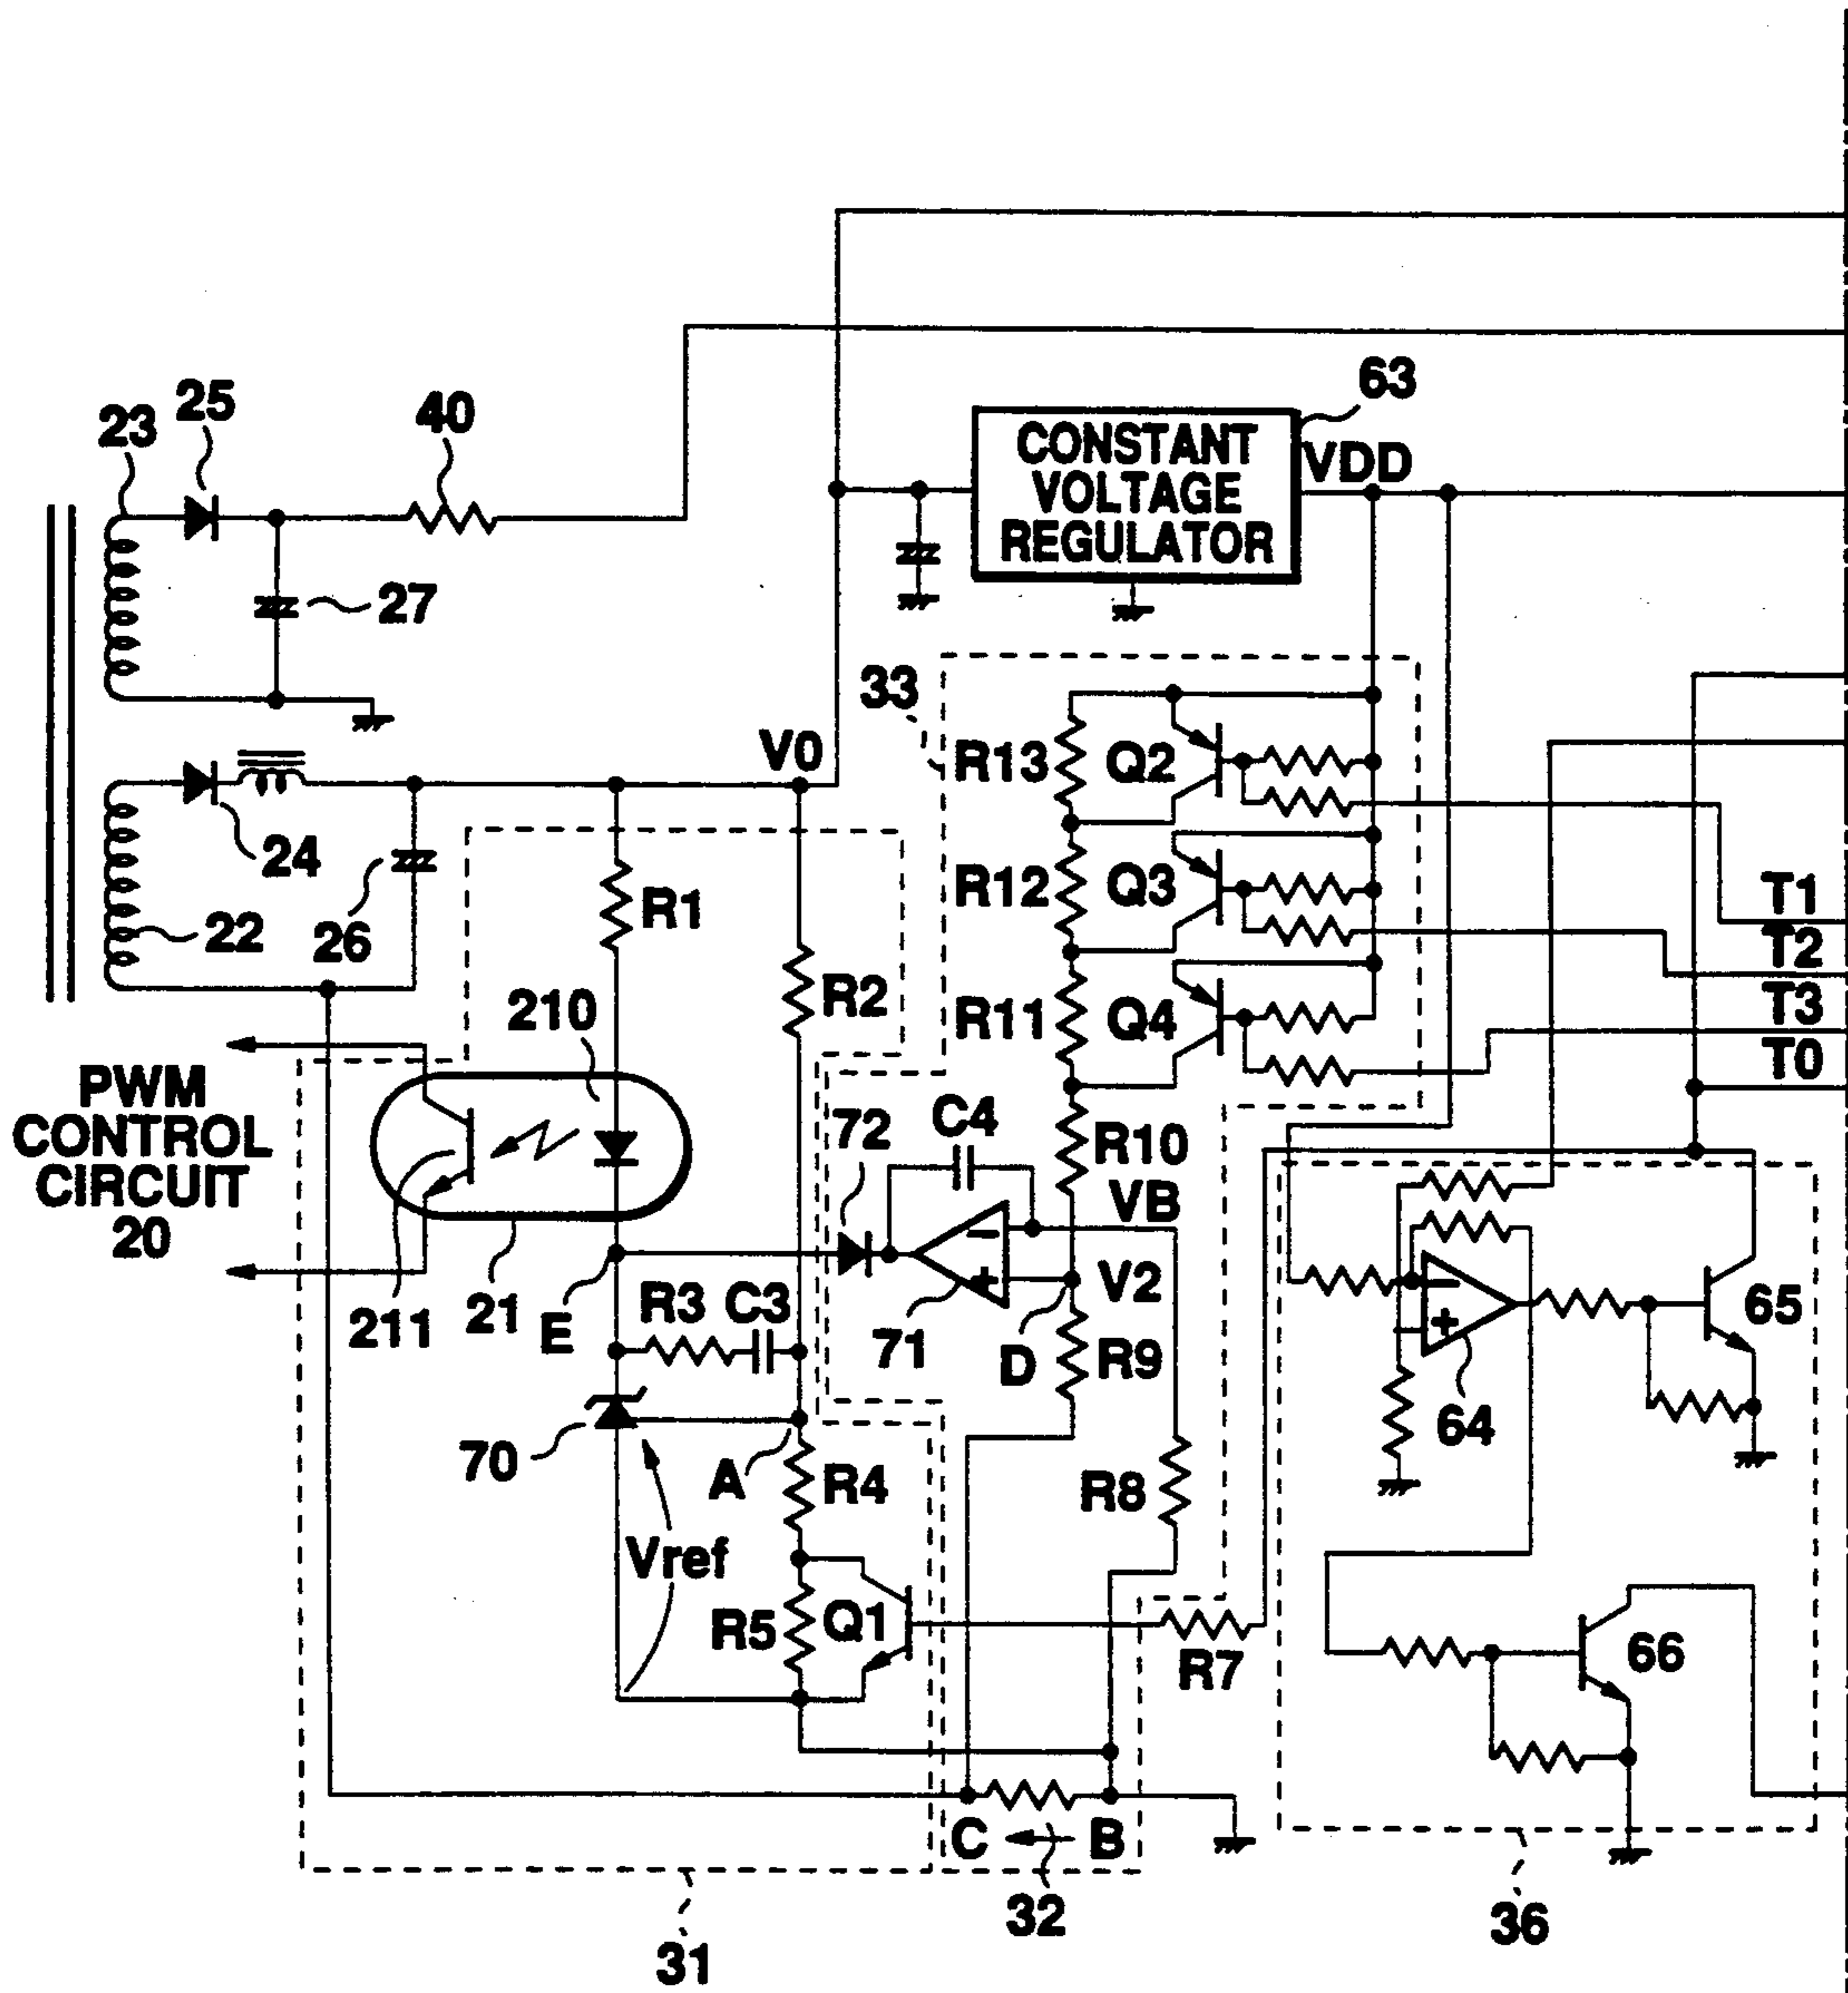 63
25
23
40
CONSTANT
VOLTAGE
REGULATOR
VDD
27
33
V0
R13
Q2
24
R12
Q3
T1
R1
22
26
T2
R2
R11
Q4
T3
210
T0
PWM
CONTROL
CIRCUIT
20
72
C4
R10
VB
−
+
V2
−
+
65
R3
C3
211
21
E
71
D
R9
64
70
A
R4
R8
Vref
R5
Q1
R7
66
C
B
32
36
31